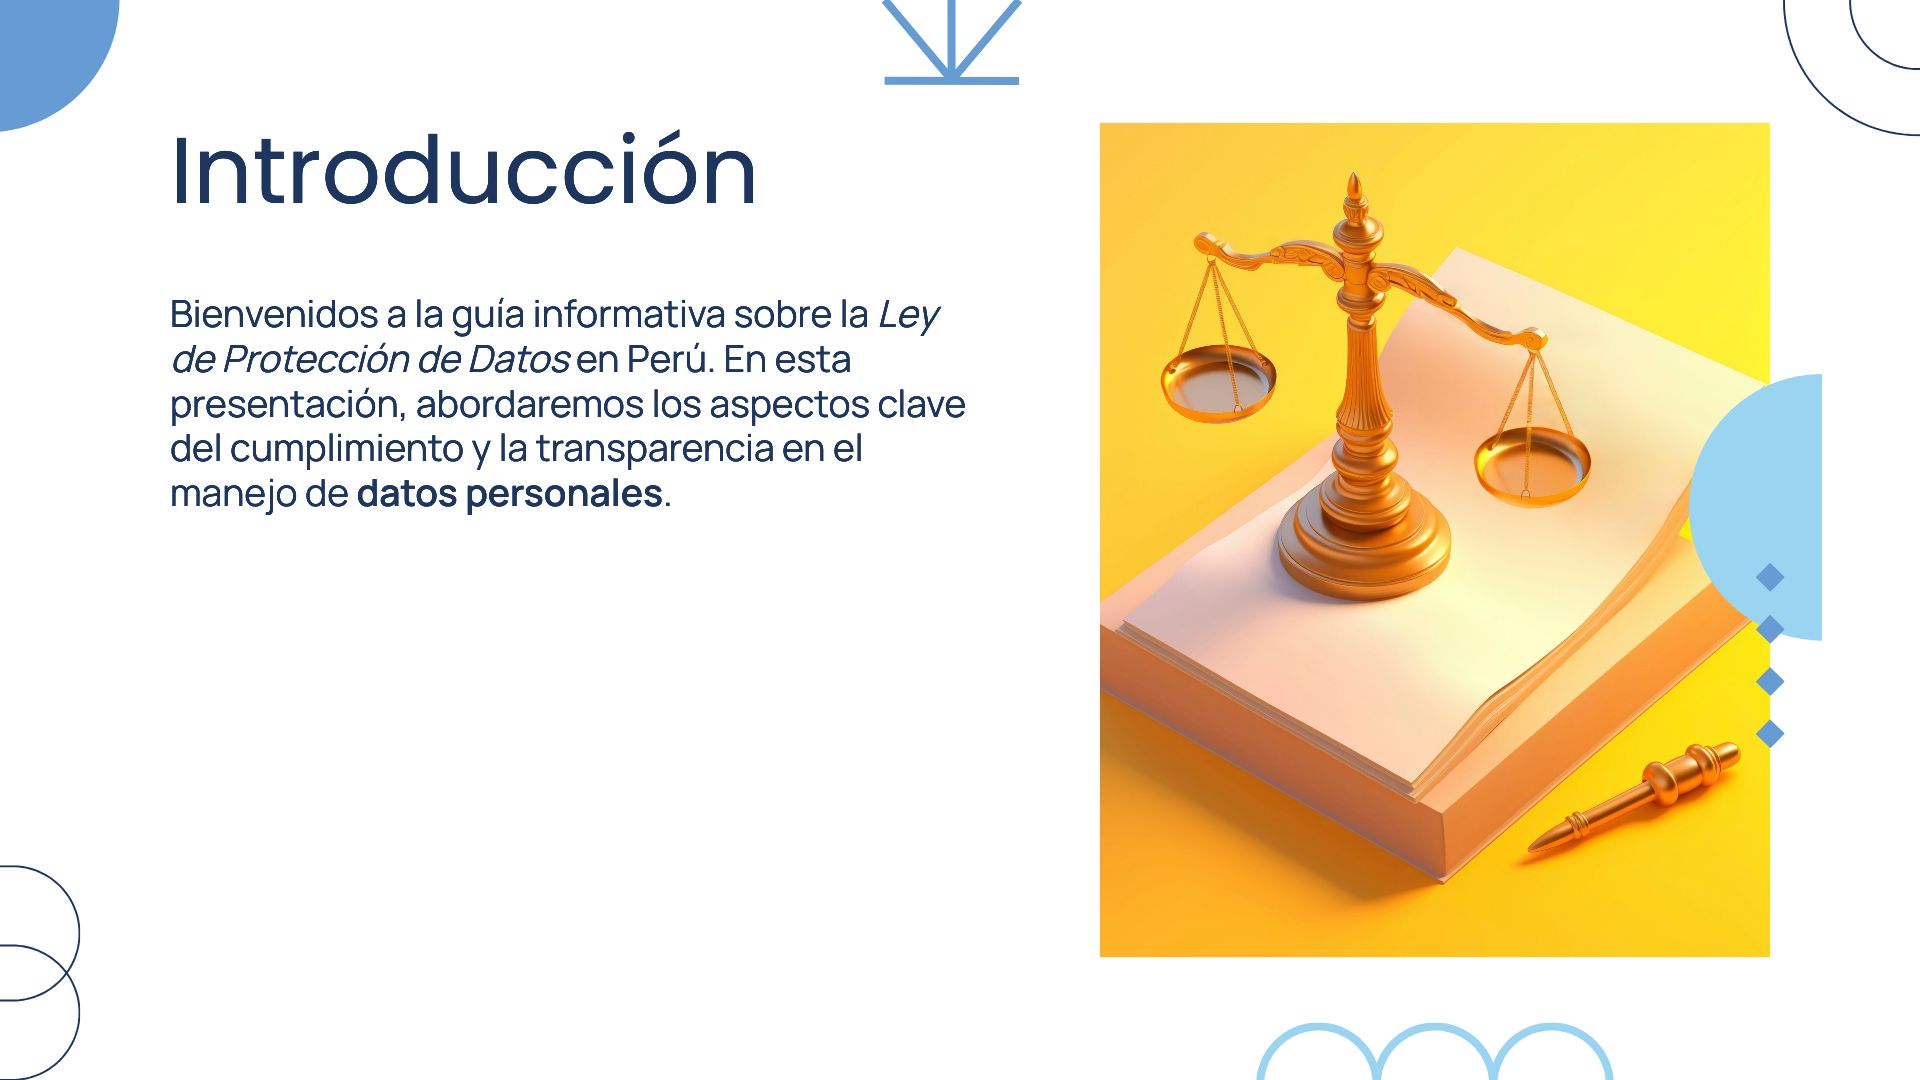 Introducción
Bienvenidos a la guía informativa sobre la Ley
de Protección de Datos en Perú. En esta
presentación, abordaremos los aspectos clave
del cumplimiento y la transparencia en el
manejo de datos personales.